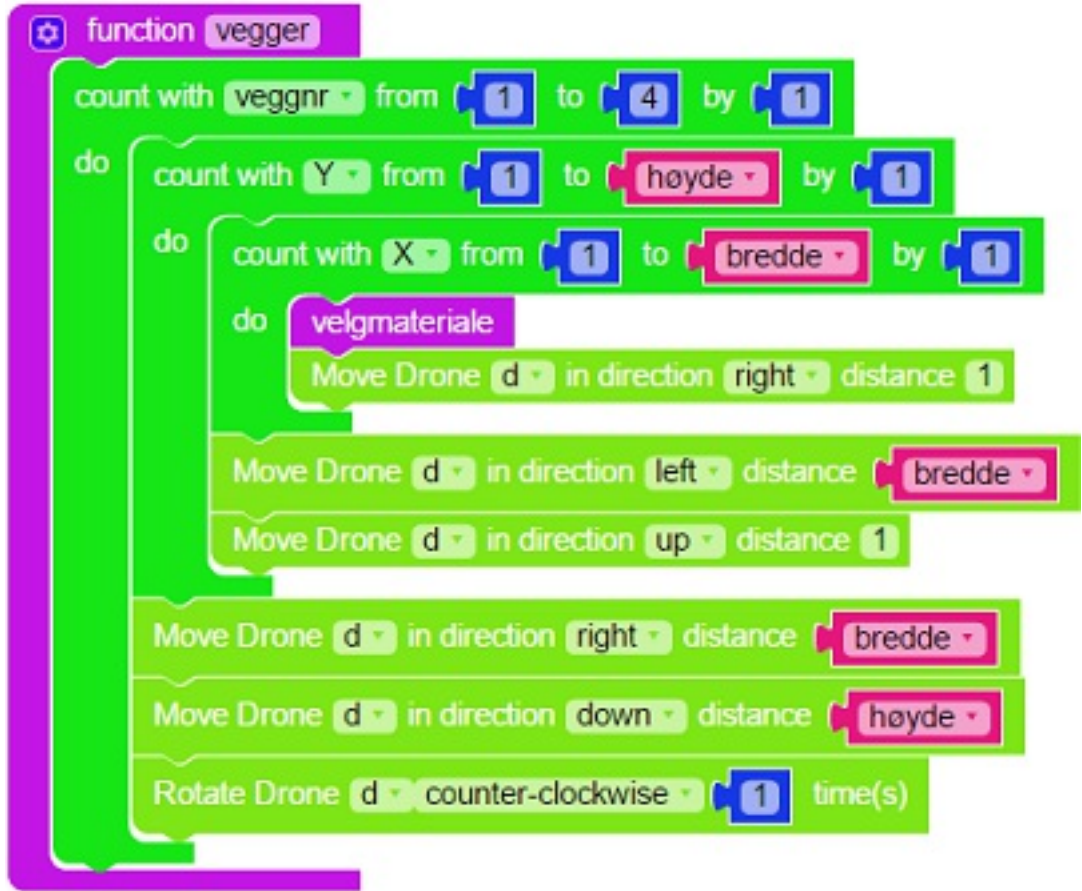 function vegger
count with veggnr from 1 to 4 by 1
do count with Y from 1 to høyde by 1
do count with X from 1 to bredde by 1
do velgmateriale
Move Drone d in direction right distance 1
Move Drone d in direction left distance bredde
Move Drone d in direction up distance 1
Move Drone d in direction right distance bredde
Move Drone d in direction down distance høyde
Rotate Drone d counter-clockwise 1 time(s)